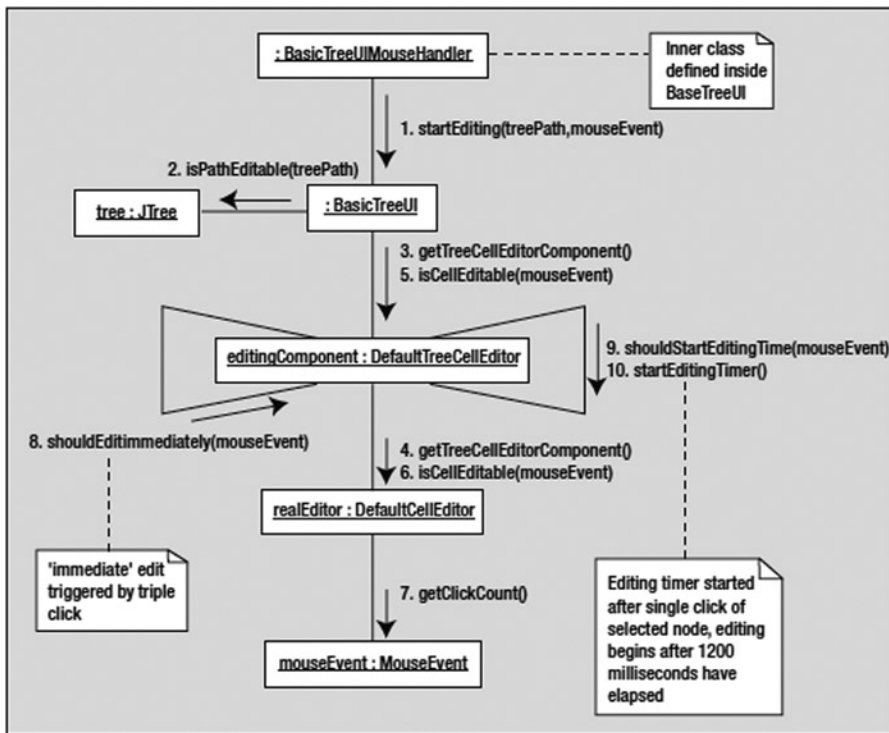 : BasicTreeUIMouseHandler
Inner class
defined inside
BaseTreeUI
1. startEditing(treePath,mouseEvent)
2. isPathEditable(treePath)
tree : JTree
: BasicTreeUI
3. getTreeCellEditorComponent()
5. isCellEditable(mouseEvent)
editingComponent : DefaultTreeCellEditor
9. shouldStartEditingTime(mouseEvent)
10. startEditingTimer()
8. shouldEditimmediately(mouseEvent)
4. getTreeCellEditorComponent()
6. isCellEditable(mouseEvent)
realEditor : DefaultCellEditor
'immediate' edit
triggered by triple
click
7. getClickCount()
Editing timer started
after single click of
selected node, editing
begins after 1200
milliseconds have
elapsed
mouseEvent : MouseEvent